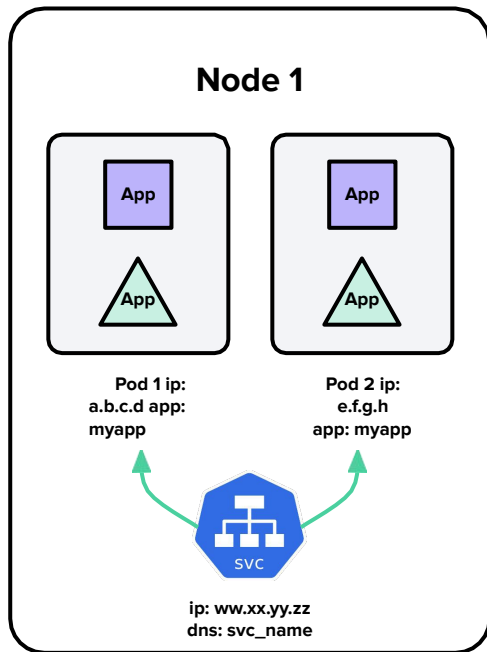 Node 1
App
App
App
App
Pod 1 ip:
a.b.c.d app:
myapp
Pod 2 ip:
e.f.g.h
app: myapp
svc
ip: ww.xx.yy.zz
dns: svc_name